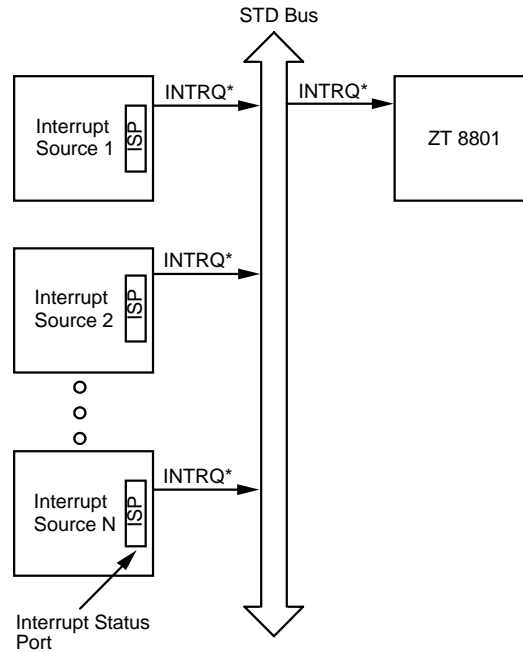 STD Bus
INTRQ*
INTRQ*
Interrupt
Source 1
ISP
ZT 8801
INTRQ*
Interrupt
Source 2
ISP
INTRQ*
Interrupt
Source N
ISP
Interrupt Status
Port